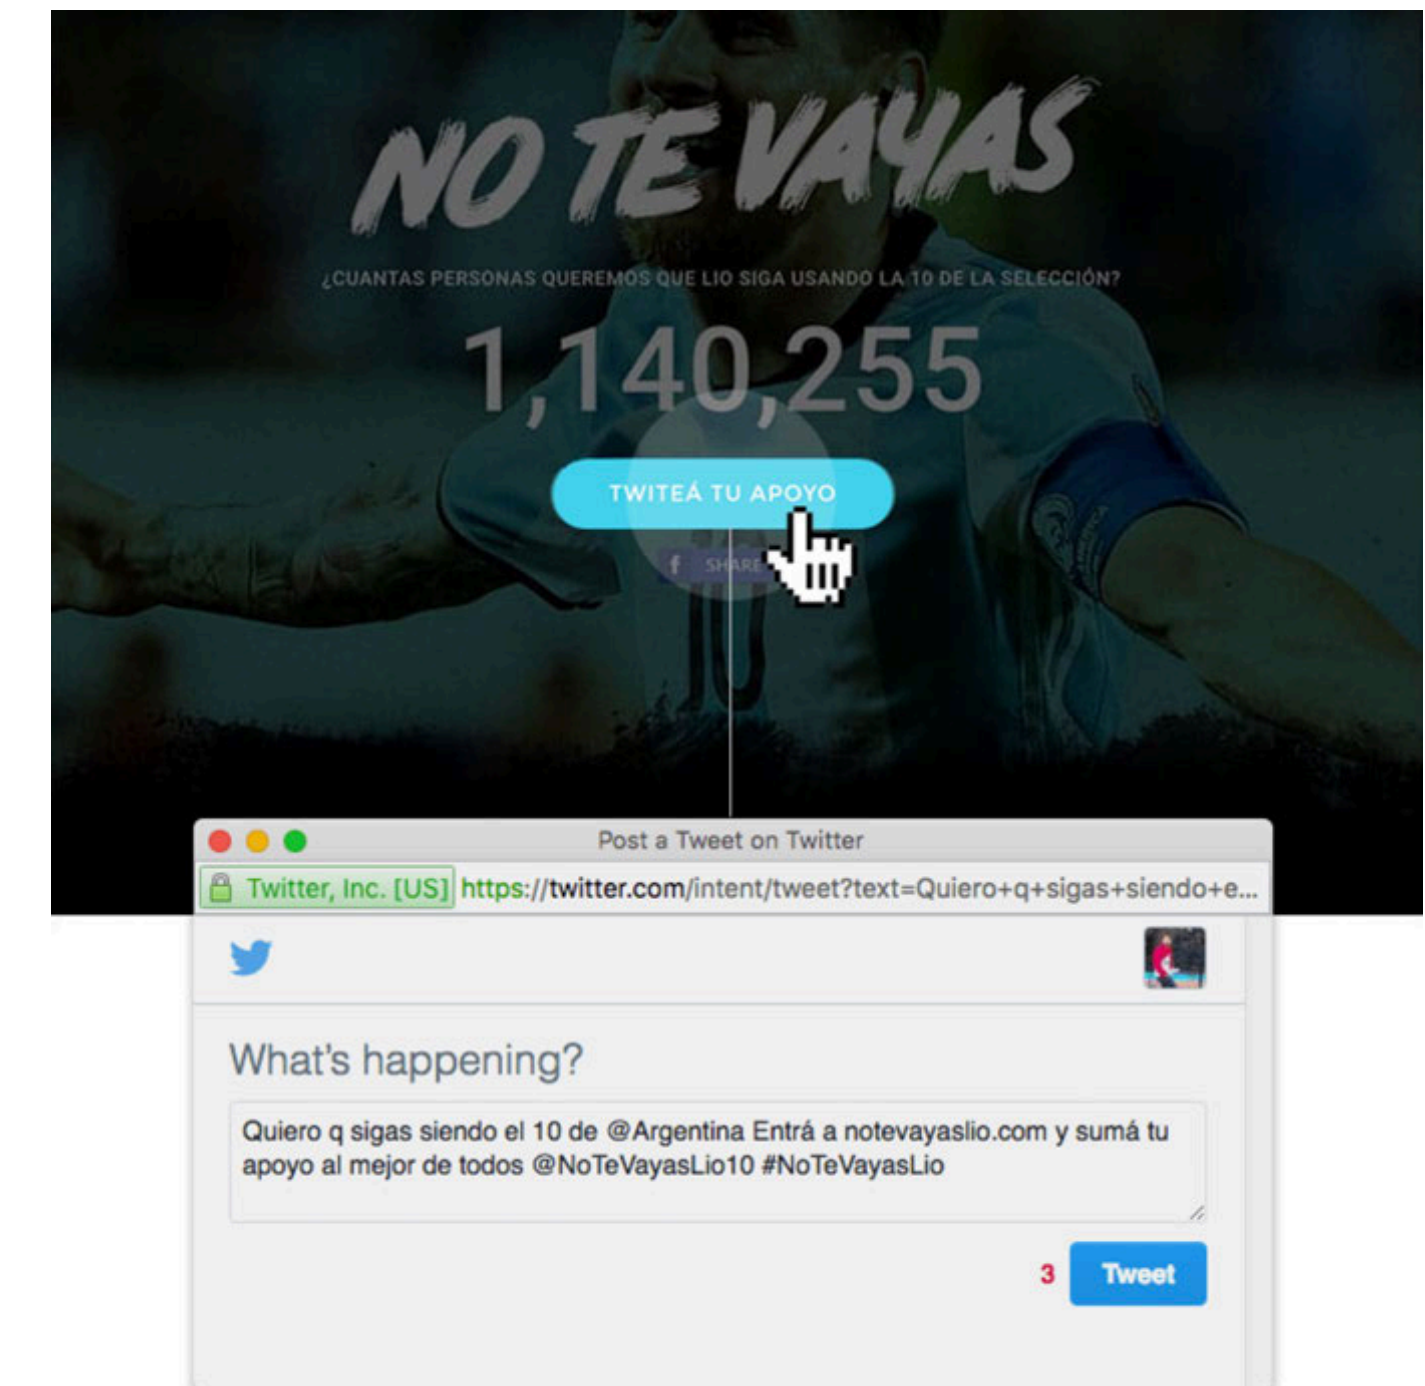 NO TE VAYAS
¿CUANTAS PERSONAS QUEREMOS QUE LIO SIGA USANDO LA 10 DE LA SELECCIÓN?
1,140,255
TWITEÁ TU APOYO
f SHARE
10
Post a Tweet on Twitter
Twitter, Inc. [US] https://twitter.com/intent/tweet?text=Quiero+q+sigas+siendo+e...
What's happening?
Quiero q sigas siendo el 10 de @Argentina Entrá a notevayaslio.com y sumá tu
apoyo al mejor de todos @NoTeVayasLio10 #NoTeVayasLio
3 Tweet